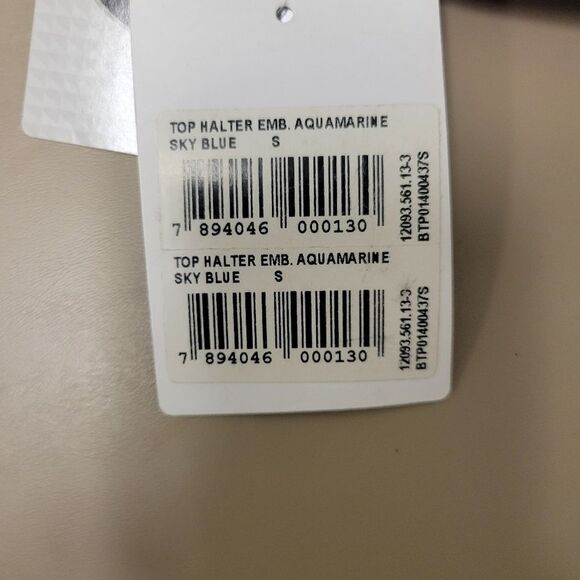 TOP HALTER EMB. AQUAMARINE
SKY BLUE S
7 894046 000130
12093.561.13-3
BTP01400437S
TOP HALTER EMB. AQUAMARINE
SKY BLUE S
7 894046 000130
12093.561.13-3
BTP01400437S